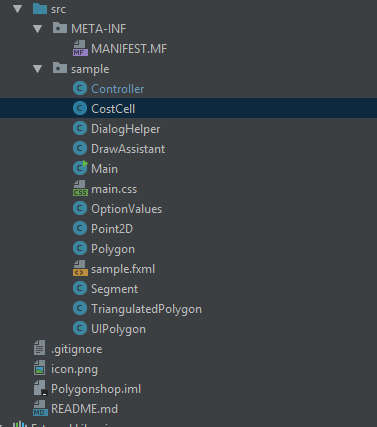 src
META-INF
MANIFEST.MF
sample
Controller
CostCell
DialogHelper
DrawAssistant
Main
main.css
OptionValues
Point2D
Polygon
sample.fxml
Segment
TriangulatedPolygon
UIPolygon
.gitignore
icon.png
Polygonshop.iml
README.md